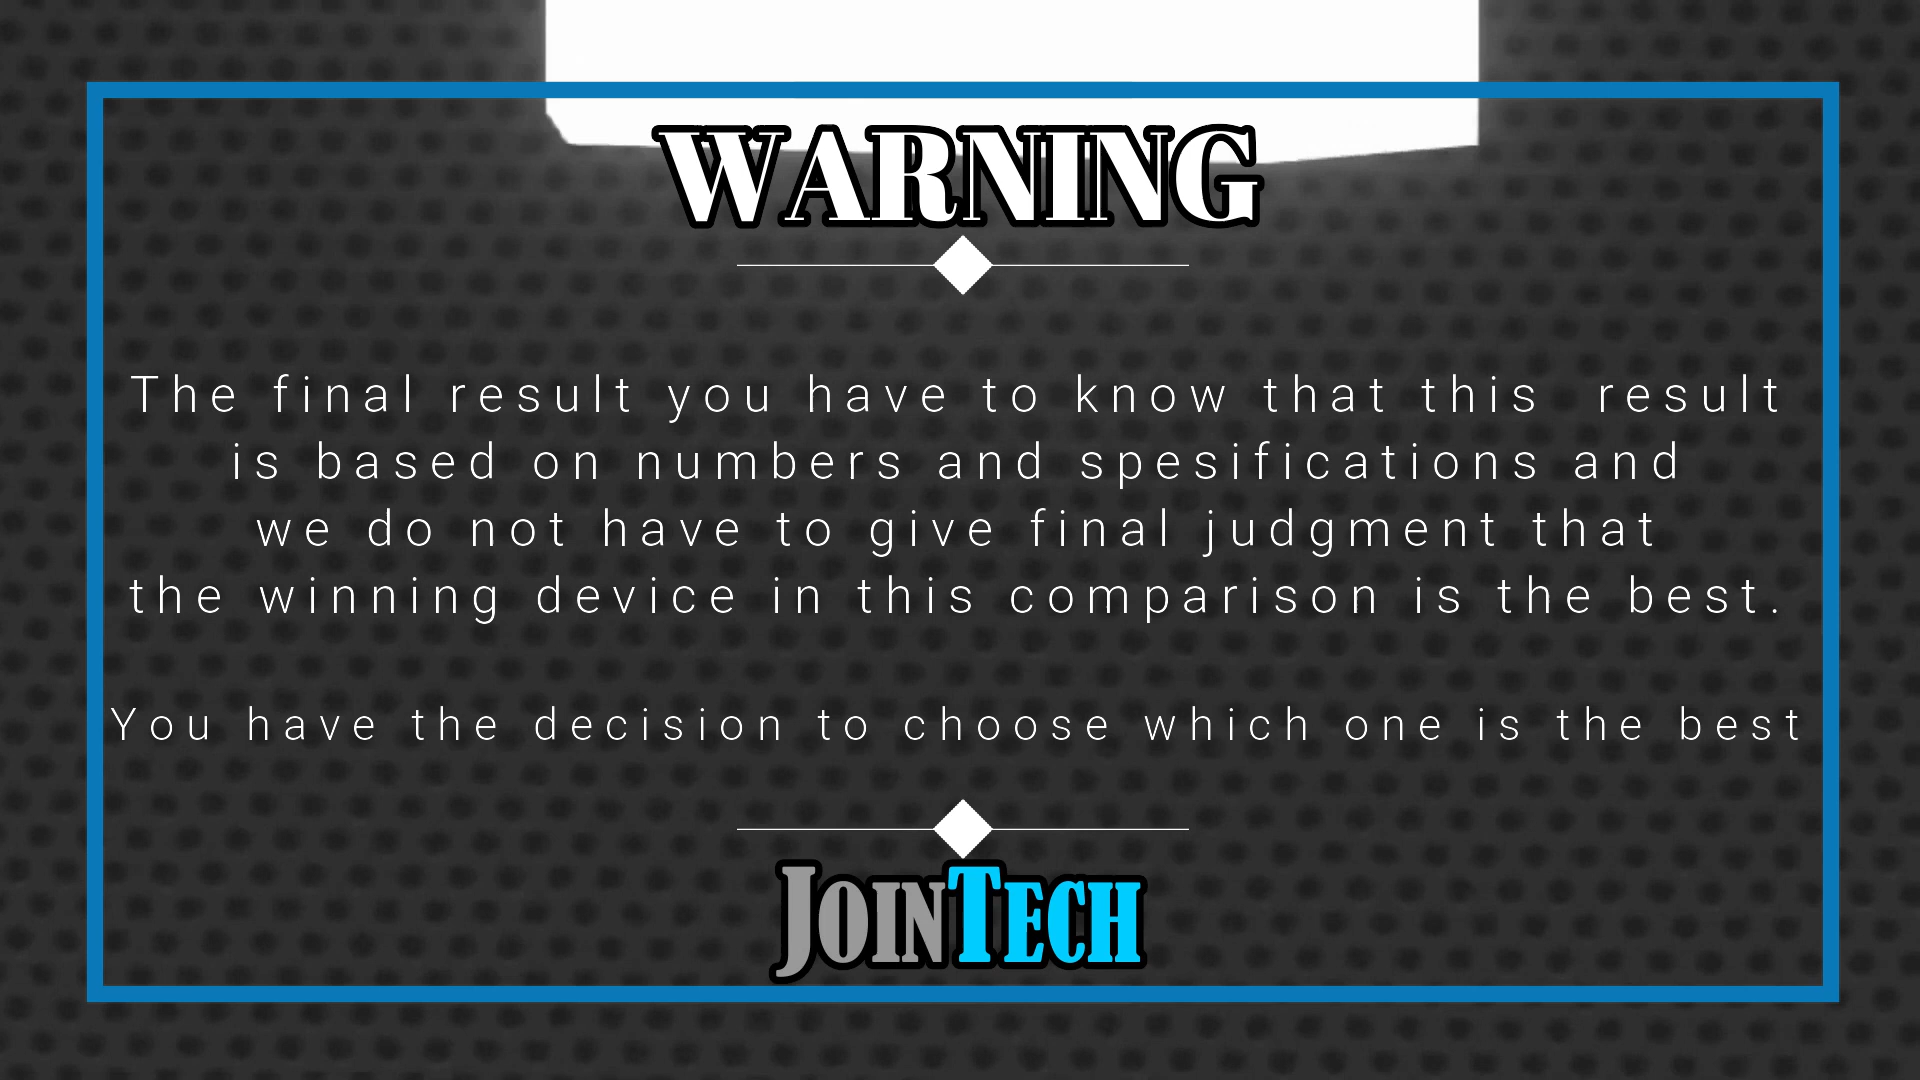 WARNING
The final result you have to know that this result
is based on numbers and spesifications and
we do not have to give final judgment that
the winning device in this comparison is the best.
You have the decision to choose which one is the best
JOINTECH